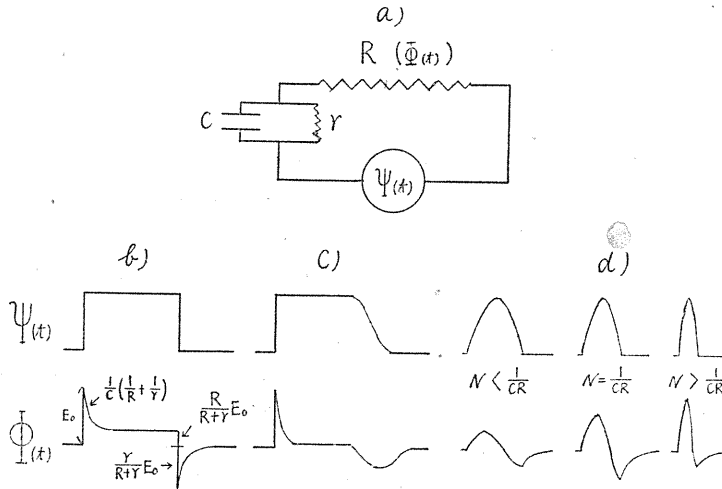 a)
R (Φ(t))
C
r
Ψ(t)
b) c) d)
Ψ(t)
N < 1/CR N = 1/CR N > 1/CR
Φ(t)
E₀
1/C (1/R + 1/r)
R/R+r E₀
r/R+r E₀